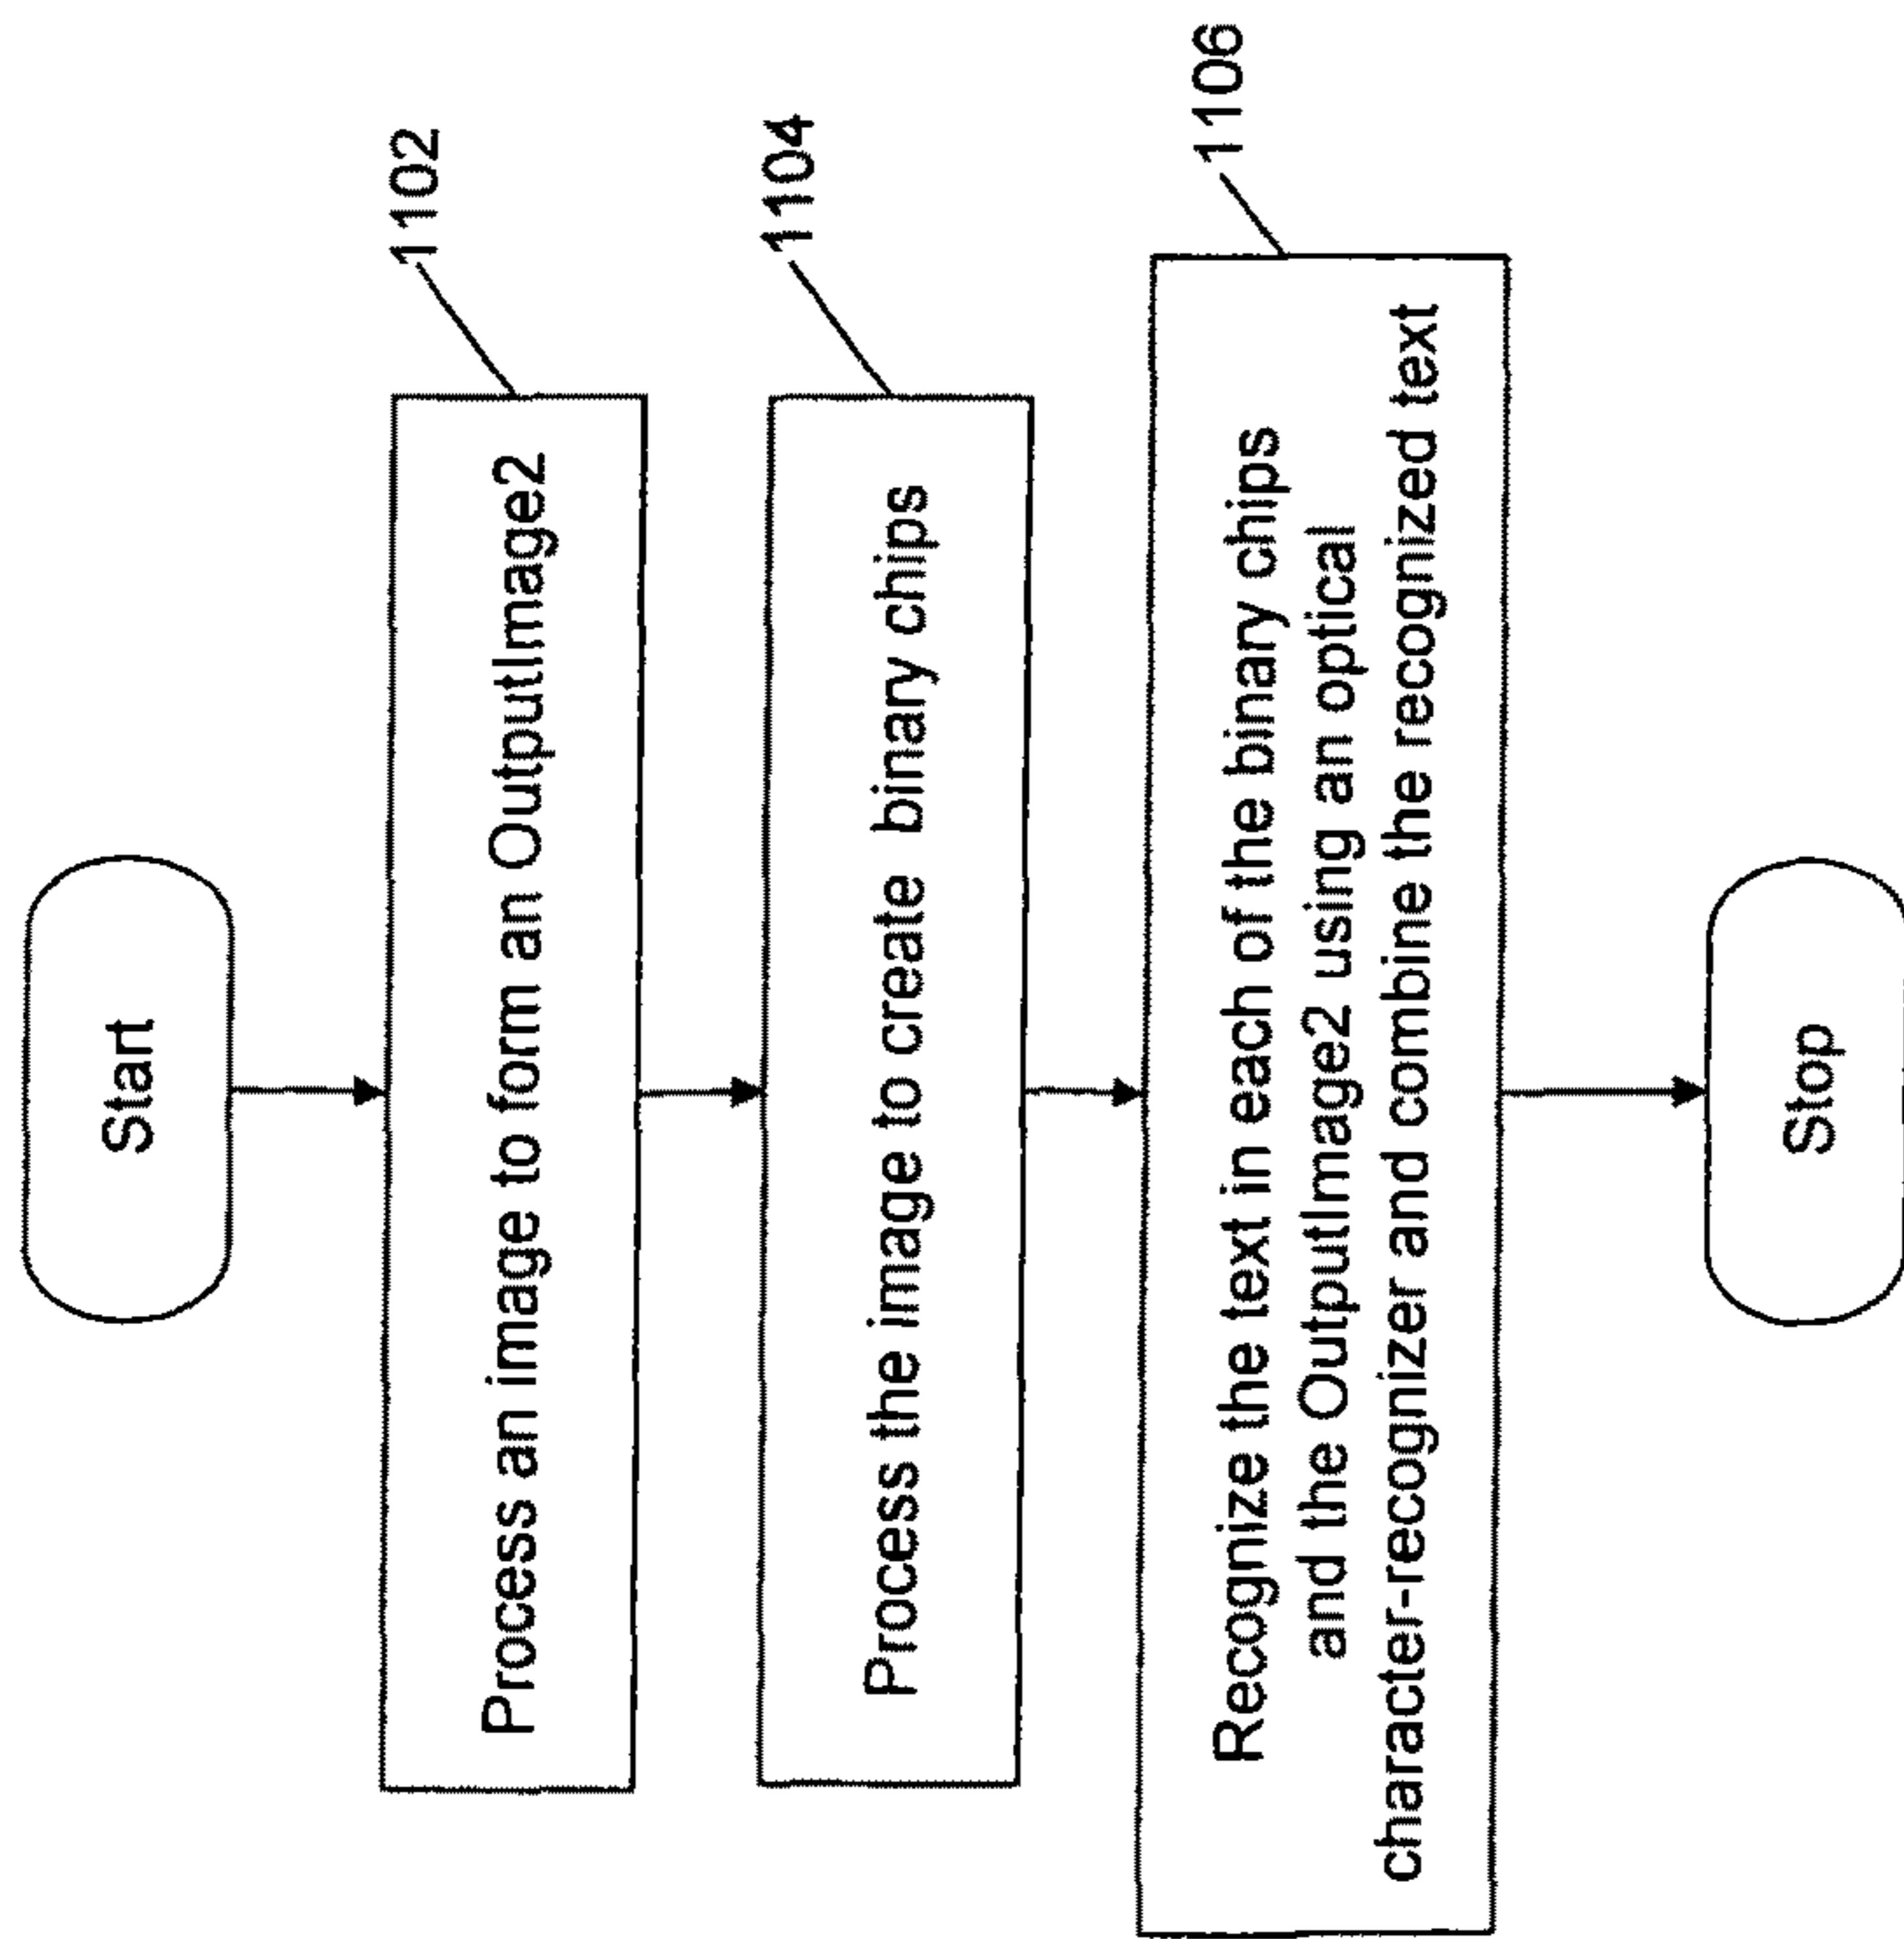 Start
1102
Process an image to form an OutputImage2
1104
Process the image to create binary chips
1106
Recognize the text in each of the binary chips
and the OutputImage2 using an optical
character-recognizer and combine the recognized text
Stop